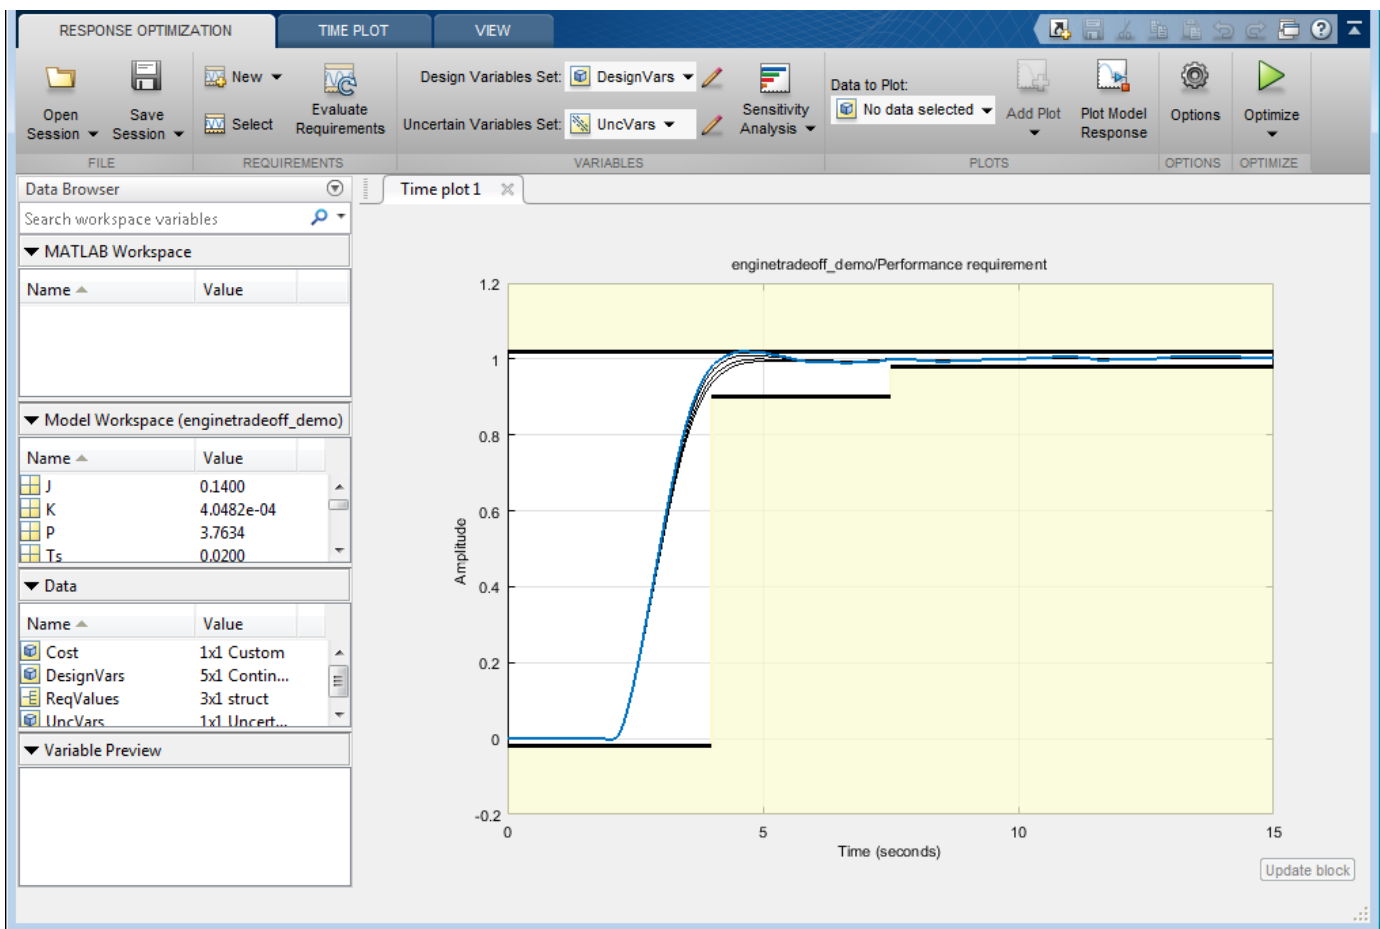 RESPONSE OPTIMIZATION TIME PLOT VIEW
New Design Variables Set: DesignVars Data to Plot:
Open Session Save Session Select Evaluate Requirements Uncertain Variables Set: UncVars Sensitivity Analysis No data selected Add Plot Plot Model Response Options Optimize
FILE REQUIREMENTS VARIABLES PLOTS OPTIONS OPTIMIZE
Data Browser
Search workspace variables
MATLAB Workspace
Name Value
Model Workspace (enginetradeoff_demo)
Name Value
J 0.1400
K 4.0482e-04
P 3.7634
Ts 0.0200
Data
Name Value
Cost 1x1 Custom
DesignVars 5x1 Contin...
ReqValues 3x1 struct
UncVars 1x1 Uncert...
Variable Preview
Time plot 1
enginetradeoff_demo/Performance requirement
1.2
1
0.8
0.6
0.4
0.2
0
-0.2
Amplitude
0 5 10 15
Time (seconds)
Update block